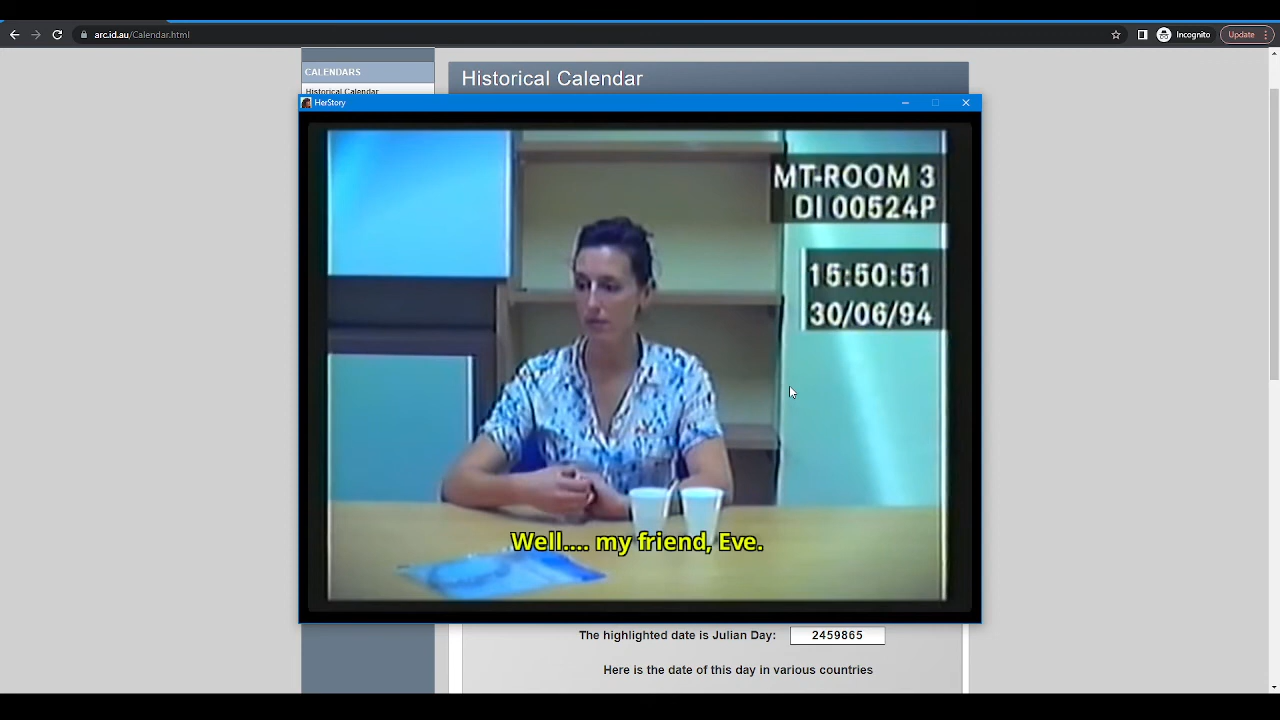 arc.id.au/Calendar.html
Incognito
Update
CALENDARS
Historical Calendar
Historical Calendar
HerStory
MT-ROOM 3
DI 00524P
15:50:51
30/06/94
Well.... my friend, Eve.
The highlighted date is Julian Day: 2459865
Here is the date of this day in various countries